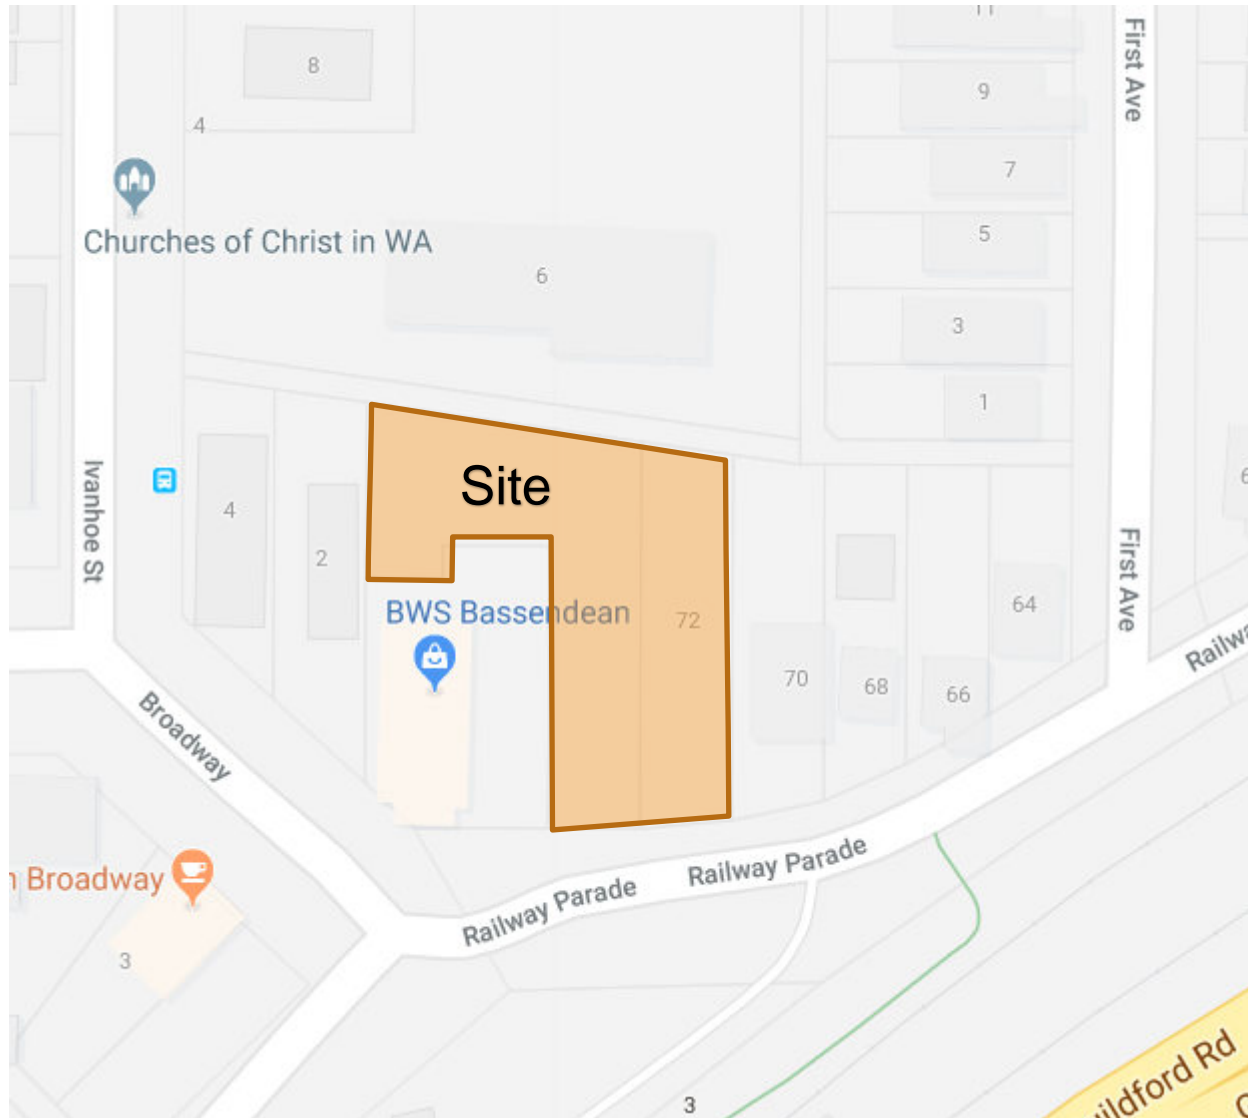 11
First Ave
8
9
4
7
Churches of Christ in WA
5
6
3
1
Site
Ivanhoe St
4
2
First Ave
BWS Bassendean
72
64
Railwa
70
68
66
Broadway
Railway Parade
Railway Parade
n Broadway
3
ildford Rd
3